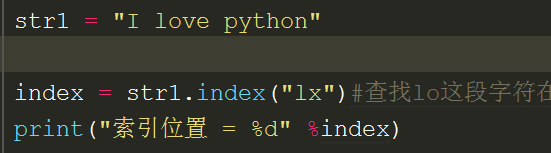 str1 = "I love python"
index = str1.index("lx")#查找lo这段字符在
print("索引位置 = %d" %index)